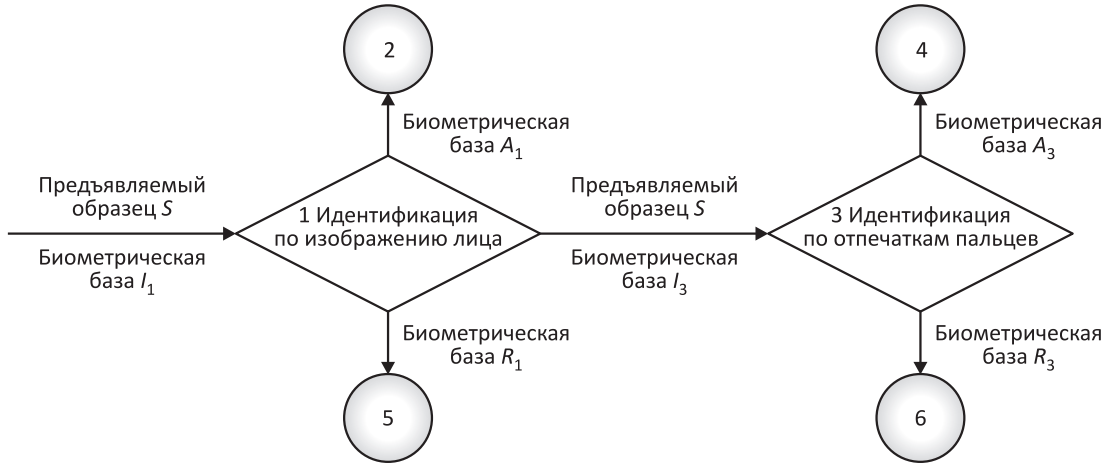 2
4
Биометрическая
база A1
Биометрическая
база A3
Предъявляемый
образец S
Биометрическая
база I1
1 Идентификация
по изображению лица
Предъявляемый
образец S
Биометрическая
база I3
3 Идентификация
по отпечаткам пальцев
Биометрическая
база R1
Биометрическая
база R3
5
6